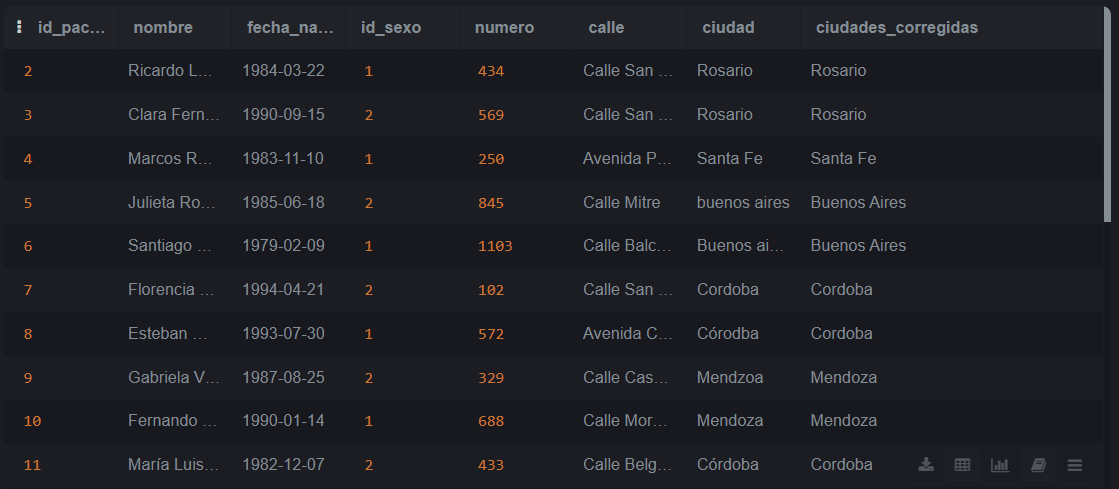 id_pac... nombre fecha_na... id_sexo numero calle ciudad ciudades_corregidas
2 Ricardo L... 1984-03-22 1 434 Calle San ... Rosario Rosario
3 Clara Fern... 1990-09-15 2 569 Calle San ... Rosario Rosario
4 Marcos R... 1983-11-10 1 250 Avenida P... Santa Fe Santa Fe
5 Julieta Ro... 1985-06-18 2 845 Calle Mitre buenos aires Buenos Aires
6 Santiago ... 1979-02-09 1 1103 Calle Balc... Buenos ai... Buenos Aires
7 Florencia ... 1994-04-21 2 102 Calle San ... Cordoba Cordoba
8 Esteban ... 1993-07-30 1 572 Avenida C... Córodba Cordoba
9 Gabriela V... 1987-08-25 2 329 Calle Cas... Mendzoa Mendoza
10 Fernando ... 1990-01-14 1 688 Calle Mor... Mendoza Mendoza
11 María Luis... 1982-12-07 2 433 Calle Belg... Córdoba Cordoba